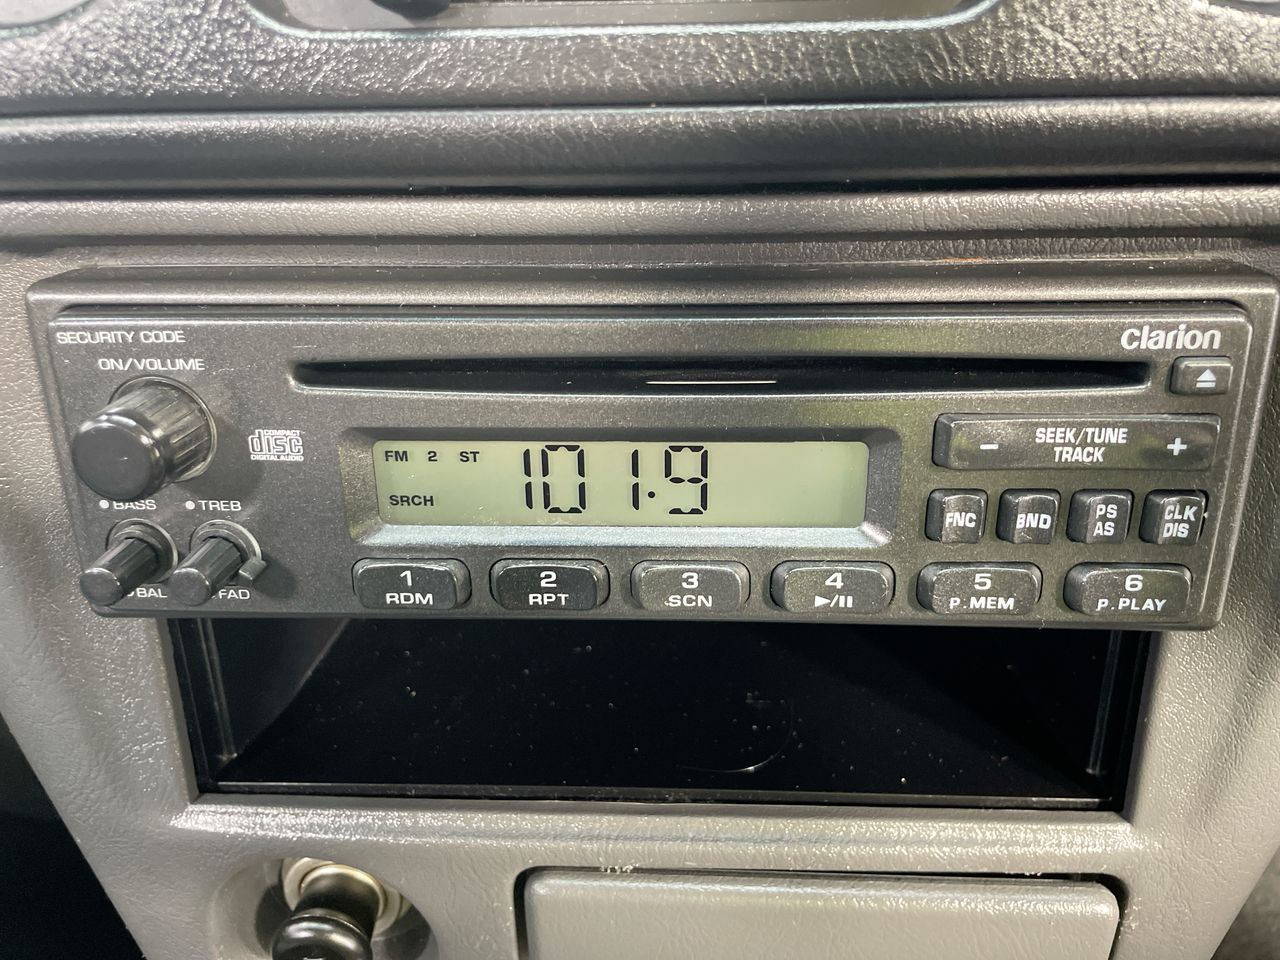 SECURITY CODE
clarion
ON/VOLUME
COMPACT
disc
DIGITAL AUDIO
FM 2 ST
101.9
SRCH
- SEEK/TUNE +
TRACK
FNC
BND
PS
AS
CLK
DIS
BASS
TREB
BAL
FAD
1
RDM
2
RPT
3
SCN
4
5
P.MEM
6
P.PLAY